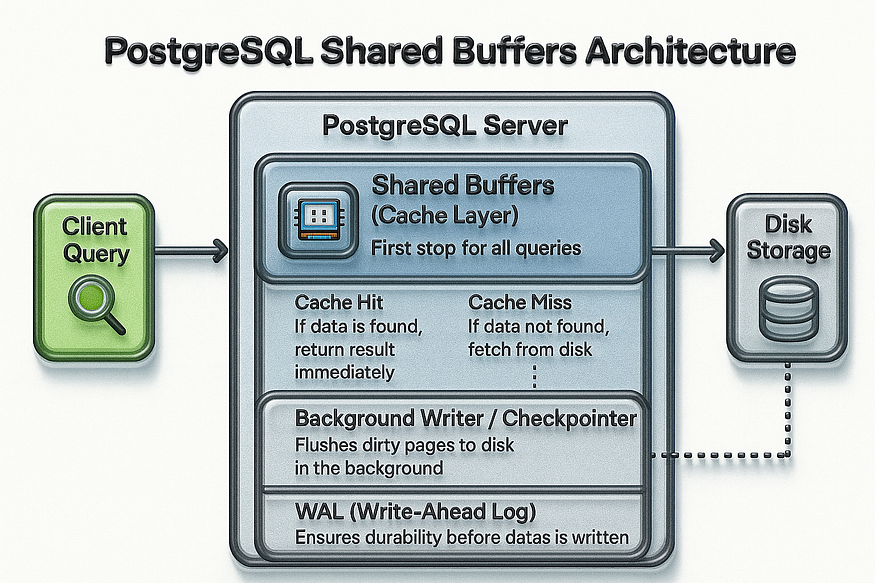 PostgreSQL Shared Buffers Architecture
PostgreSQL Server
Client
Query
Shared Buffers
(Cache Layer)
First stop for all queries
Disk
Storage
Cache Hit
If data is found,
return result
immediately
Cache Miss
If data not found,
fetch from disk
Background Writer / Checkpointer
Flushes dirty pages to disk
in the background
WAL (Write-Ahead Log)
Ensures durability before datas is written